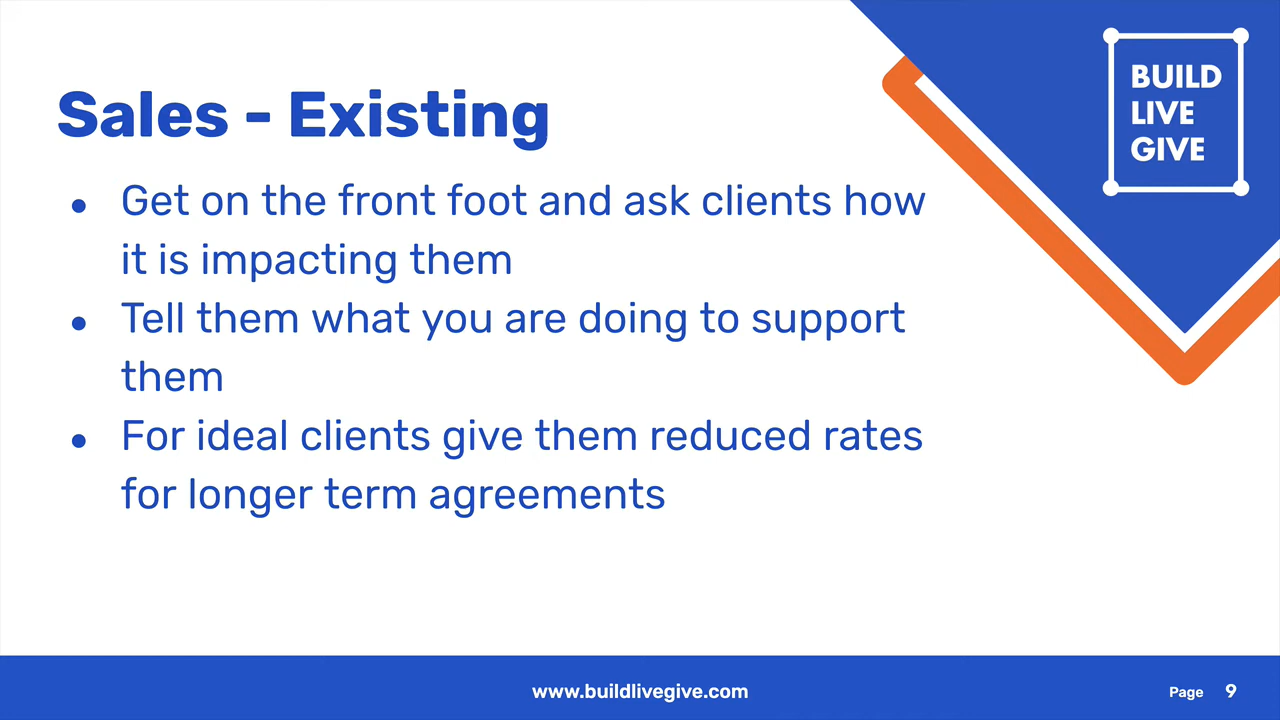 BUILD
LIVE
GIVE
Sales - Existing
● Get on the front foot and ask clients how
it is impacting them
● Tell them what you are doing to support
them
● For ideal clients give them reduced rates
for longer term agreements
www.buildlivegive.com
Page 9